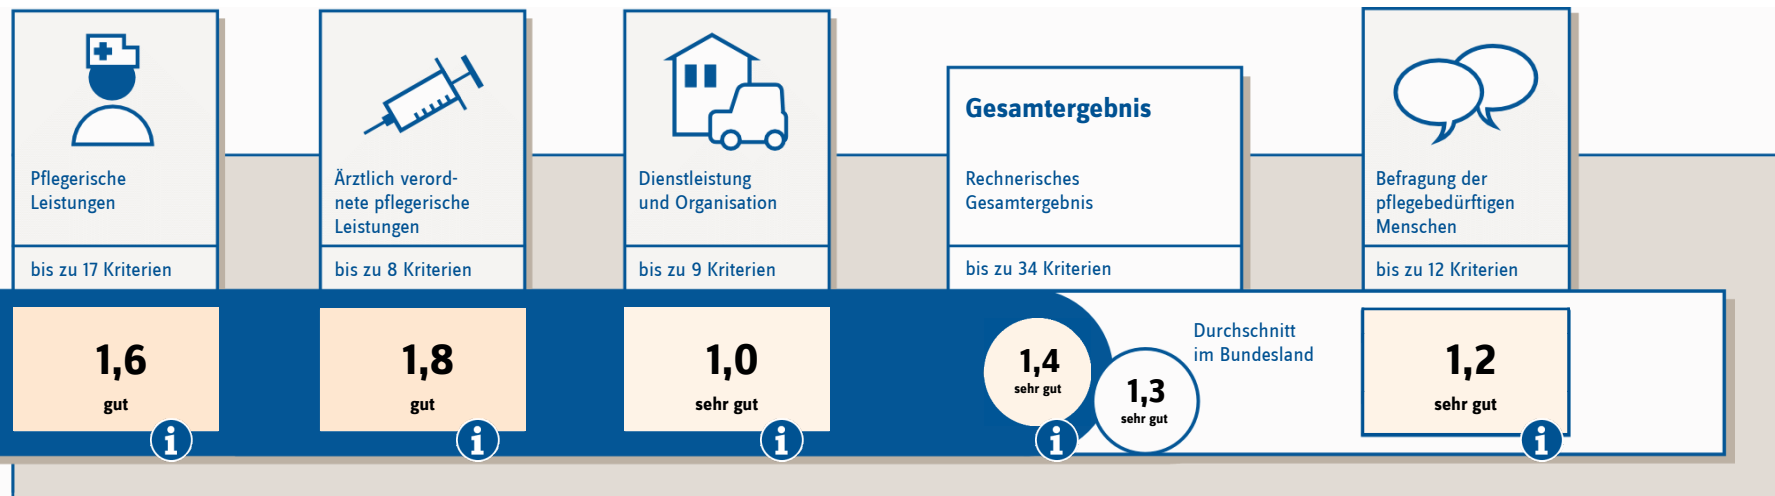 Pflegerische
Leistungen
bis zu 17 Kriterien
1,6
gut
i
Ärztlich verord-
nete pflegerische
Leistungen
bis zu 8 Kriterien
1,8
gut
i
Dienstleistung
und Organisation
bis zu 9 Kriterien
1,0
sehr gut
i
Gesamtergebnis
Rechnerisches
Gesamtergebnis
bis zu 34 Kriterien
1,4
sehr gut
i
1,3
sehr gut
Durchschnitt
im Bundesland
Befragung der
pflegebedürftigen
Menschen
bis zu 12 Kriterien
1,2
sehr gut
i